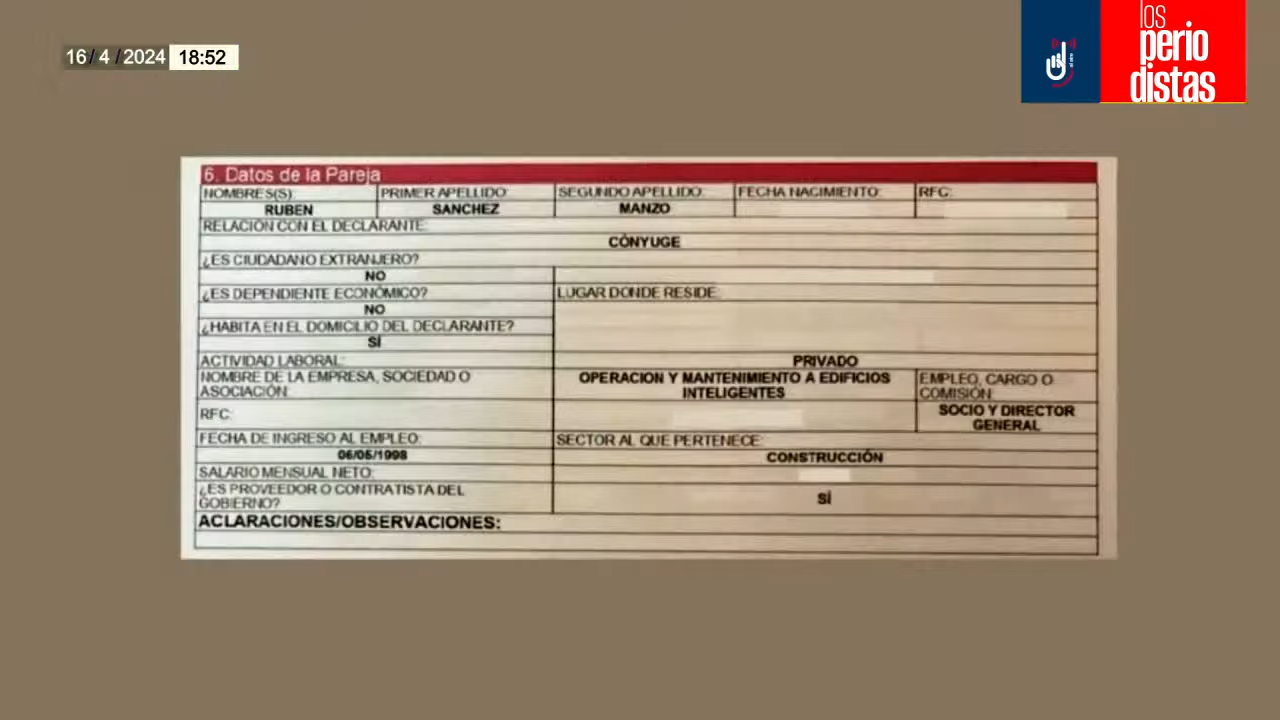 16/ 4 / 2024 18:52
los
perio
distas
6. Datos de la Pareja
NOMBRES(S): PRIMER APELLIDO: SEGUNDO APELLIDO: FECHA NACIMIENTO: RFC:
RUBEN SANCHEZ MANZO
RELACION CON EL DECLARANTE:
CÓNYUGE
¿ES CIUDADANO EXTRANJERO?
NO
¿ES DEPENDIENTE ECONÓMICO? LUGAR DONDE RESIDE:
NO
¿HABITA EN EL DOMICILIO DEL DECLARANTE?
SÍ
ACTIVIDAD LABORAL: PRIVADO
NOMBRE DE LA EMPRESA, SOCIEDAD O
ASOCIACIÓN:
OPERACION Y MANTENIMIENTO A EDIFICIOS
INTELIGENTES
EMPLEO, CARGO O
COMISIÓN:
RFC:
SOCIO Y DIRECTOR
GENERAL
FECHA DE INGRESO AL EMPLEO: SECTOR AL QUE PERTENECE:
06/05/1998 CONSTRUCCIÓN
SALARIO MENSUAL NETO:
¿ES PROVEEDOR O CONTRATISTA DEL
GOBIERNO?
SÍ
ACLARACIONES/OBSERVACIONES: